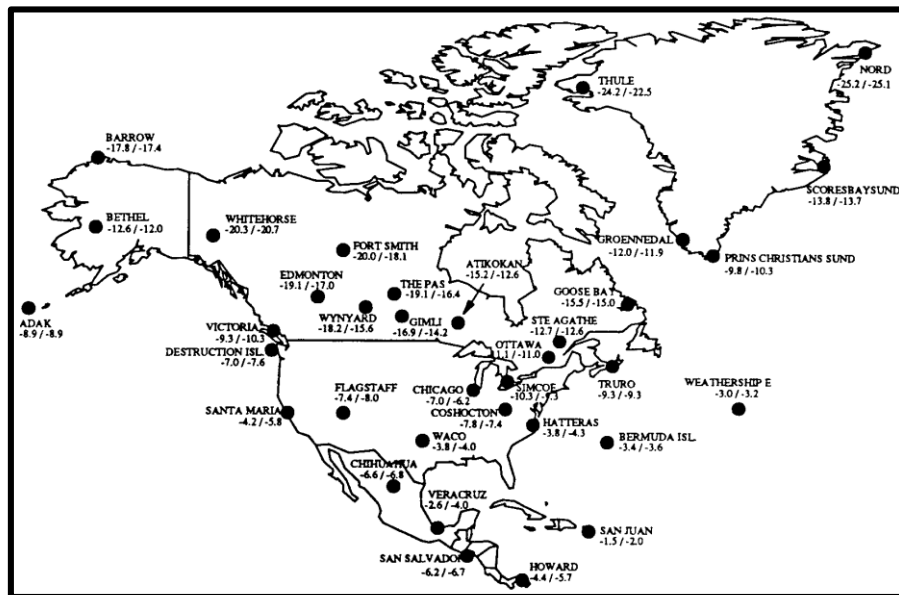 NORD
-25.2 / -25.1
THULE
-24.2 / -22.5
BARROW
-17.8 / -17.4
SCORESBAYSUND
-13.8 / -13.7
BETHEL
-12.6 / -12.0
WHITEHORSE
-20.3 / -20.7
GROENNEDAL
-12.0 / -11.9
FORT SMITH
-20.0 / -18.1
PRINS CHRISTIANS SUND
-9.8 / -10.3
ATIKOKAN
-15.2 / -12.6
EDMONTON
-19.1 / -17.0
THE PAS
-19.1 / -16.4
GOOSE BAY
-15.5 / -15.0
WYNYARD
-18.2 / -15.6
GIMLI
-16.9 / -14.2
STE AGATHE
-12.7 / -12.6
ADAK
-8.9 / -8.9
VICTORIA
-9.3 / -10.3
OTTAWA
-11.1 / -11.0
DESTRUCTION ISL.
-7.0 / -7.6
FLAGSTAFF
-7.4 / -8.0
CHICAGO
-7.0 / -6.2
SIMCOE
-10.3 /
TRURO
-9.3 / -9.3
WEATHERSHIP E
-3.0 / -3.2
SANTA MARIA
-4.2 / -5.8
COSHOCTON
-7.8 / -7.4
HATTERAS
-3.8 / -4.3
WACO
-3.8 / -4.0
BERMUDA ISL.
-3.4 / -3.6
CHIHUAHUA
-6.6 / -6.8
VERACRUZ
-2.6 / -4.0
SAN JUAN
-1.5 / -2.0
SAN SALVADOR
-6.2 / -6.7
HOWARD
-4.4 / -5.7